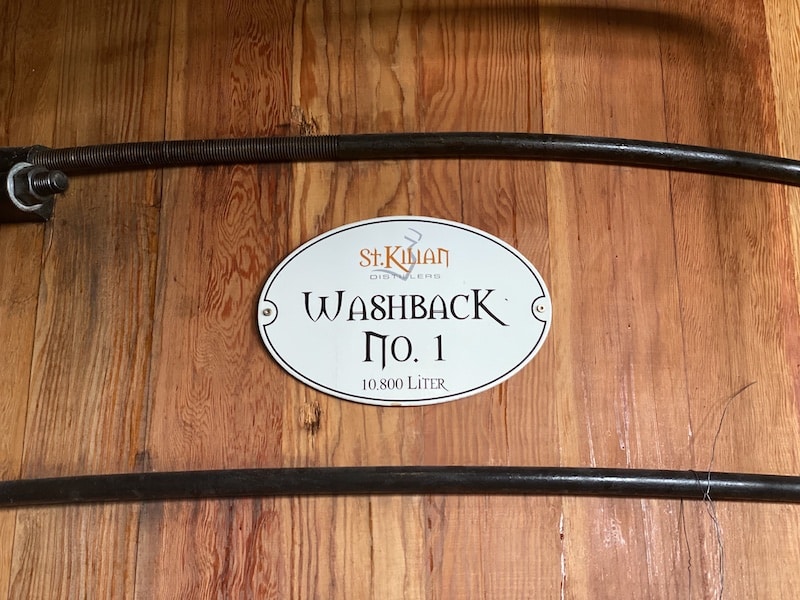 St.Kilian
DISTILLERS
Washback
No. 1
10.800 Liter